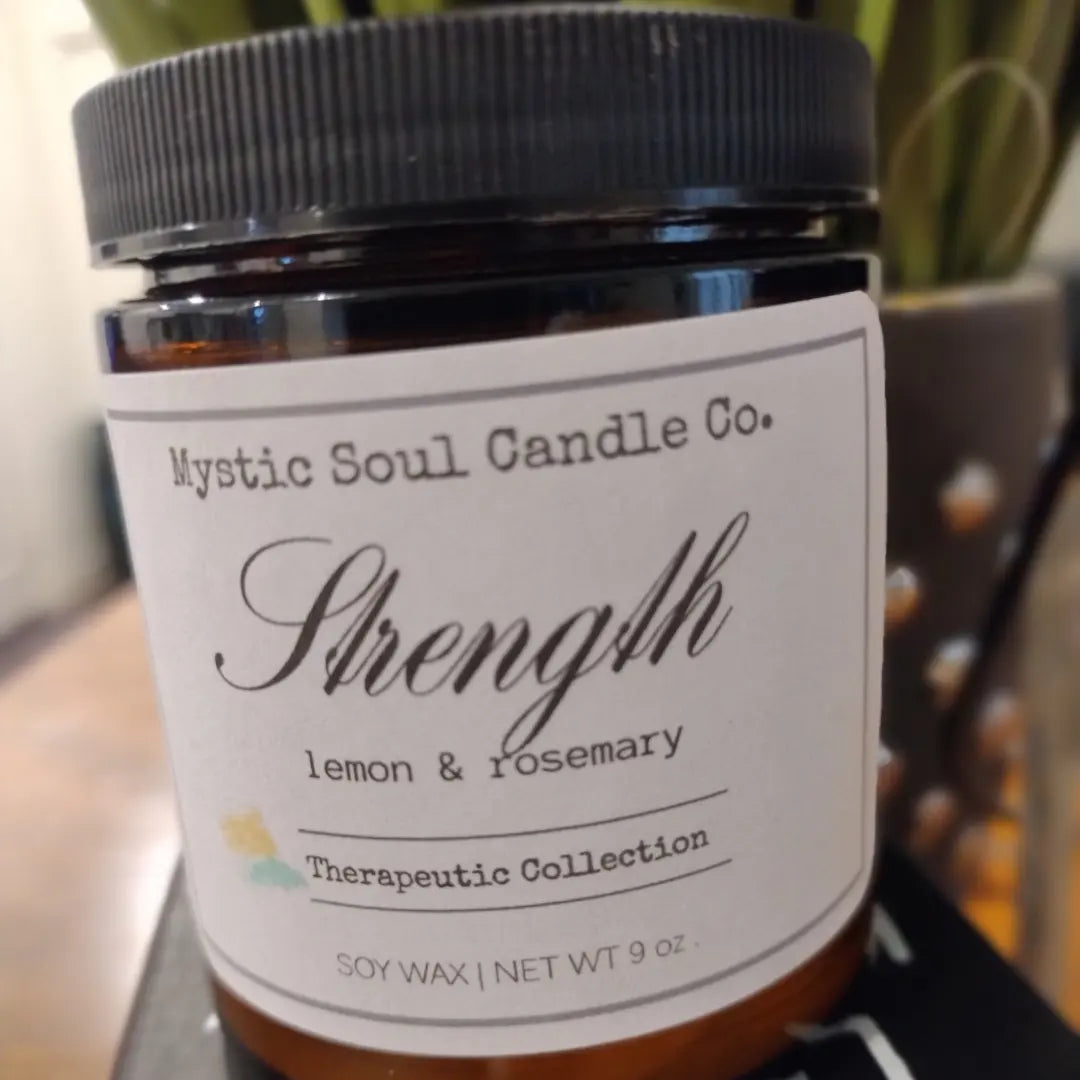 Mystic Soul Candle Co.
Strength
lemon & rosemary
Therapeutic Collection
SOY WAX | NET WT 9 oz.